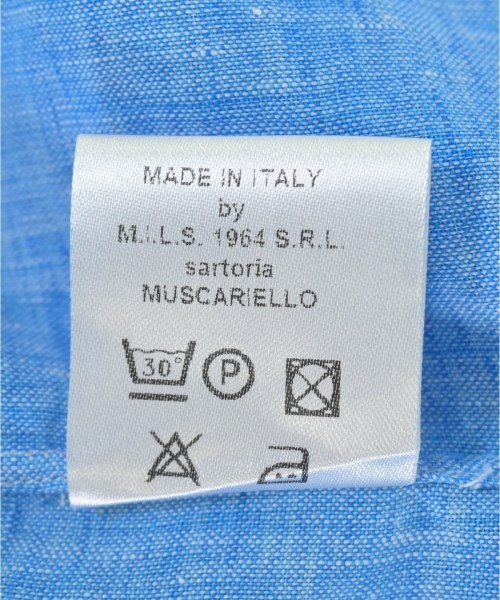 MADE IN ITALY
by
M.I.L.S. 1964 S.R.L.
sartoria
MUSCARIELLO
30°
P